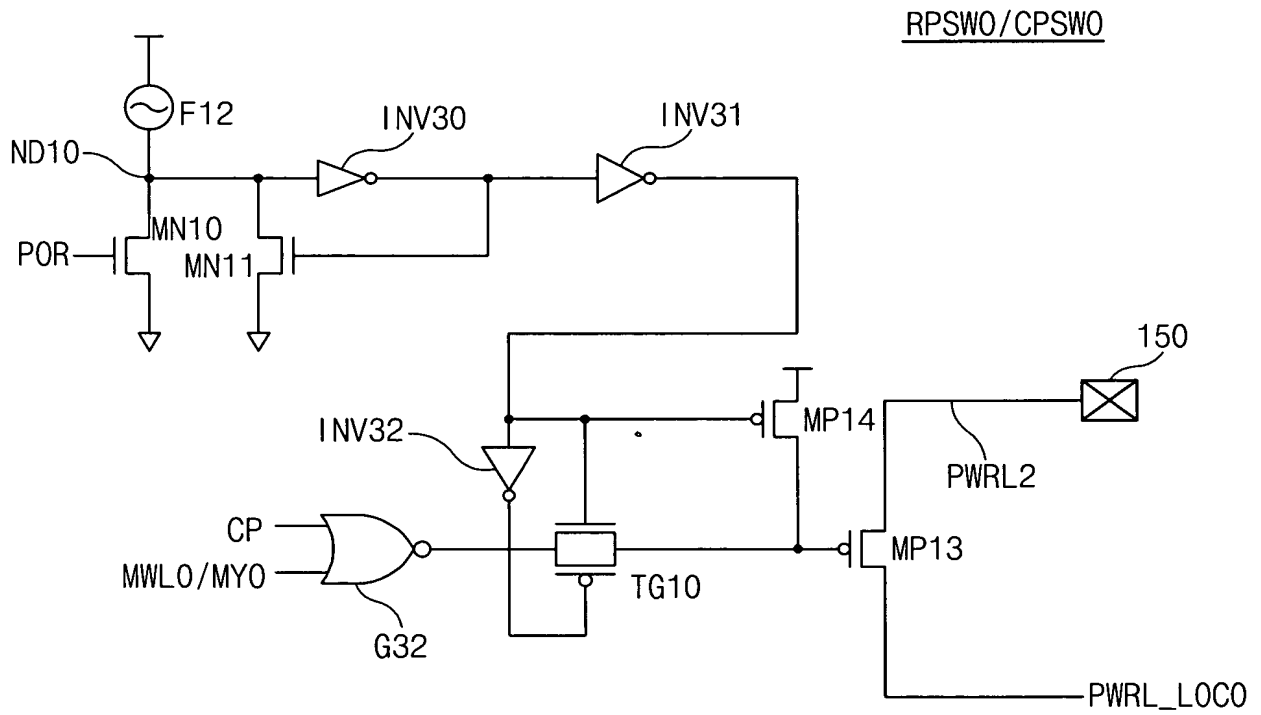 RPSW0/CPSW0
F12
INV30
INV31
ND10
MN10
POR
MN11
150
INV32
MP14
PWRL2
CP
MP13
MWL0/MY0
TG10
G32
PWRL_LOC0